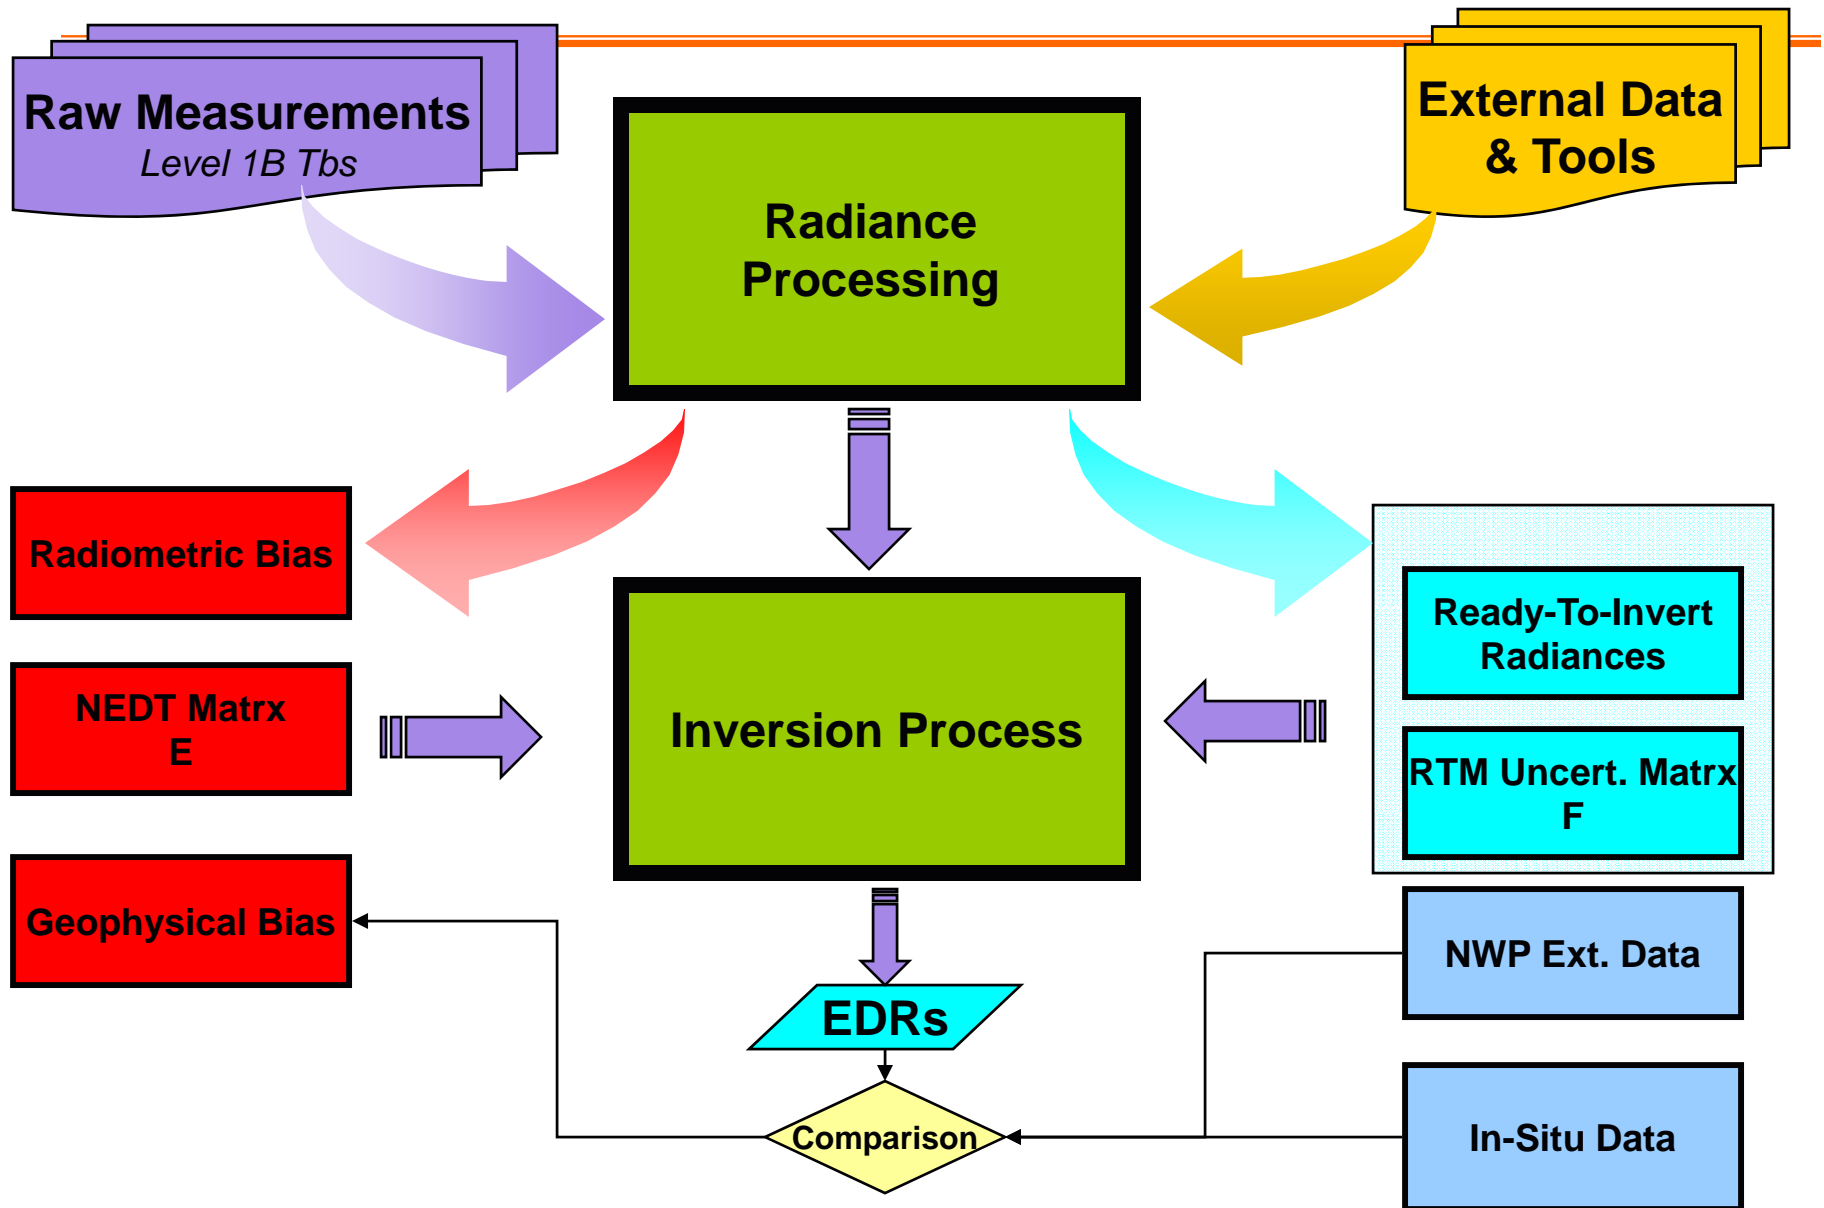 Raw Measurements
Level 1B Tbs
External Data
& Tools
Radiance
Processing
Radiometric Bias
Ready-To-Invert
Radiances
NEDT Matrx
E
Inversion Process
RTM Uncert. Matrx
F
Geophysical Bias
NWP Ext. Data
EDRs
Comparison
In-Situ Data